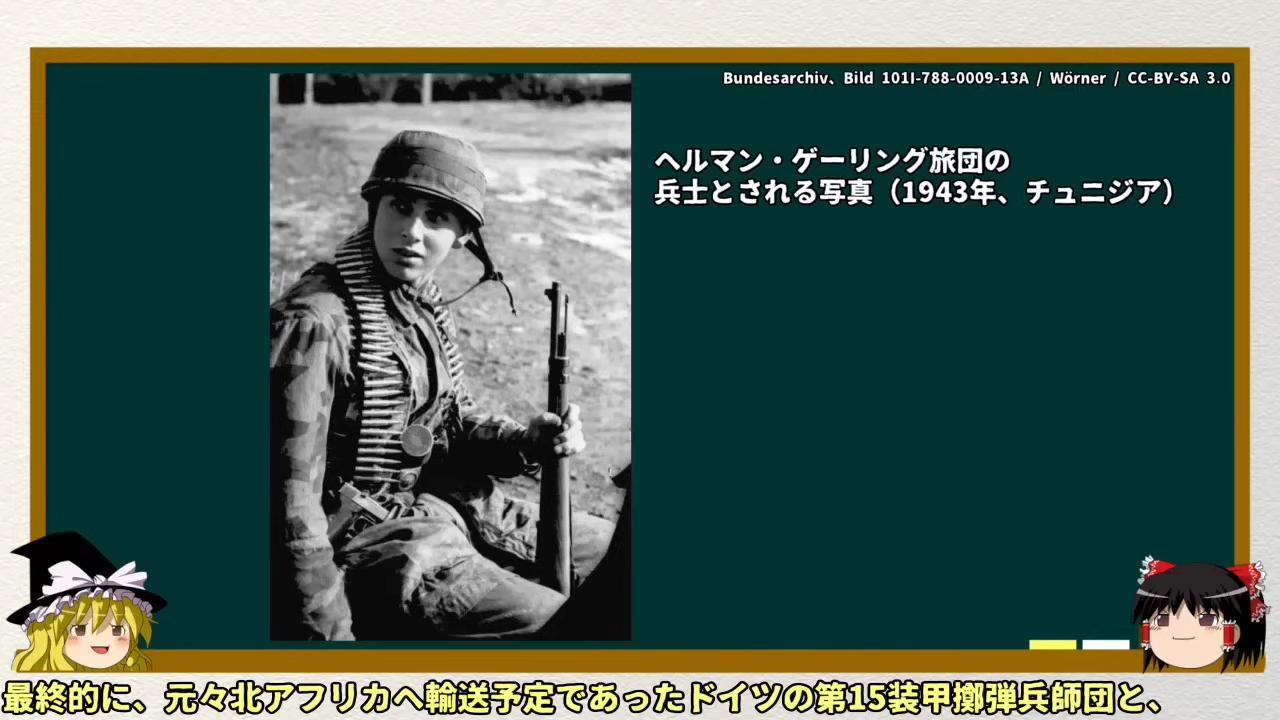 Bundesarchiv、Bild 101I-788-0009-13A / Wörner / CC-BY-SA 3.0
ヘルマン・ゲーリング旅団の
兵士とされる写真（1943年、チュニジア）
最終的に、元々北アフリカへ輸送予定であったドイツの第15装甲擲弾兵師団と、